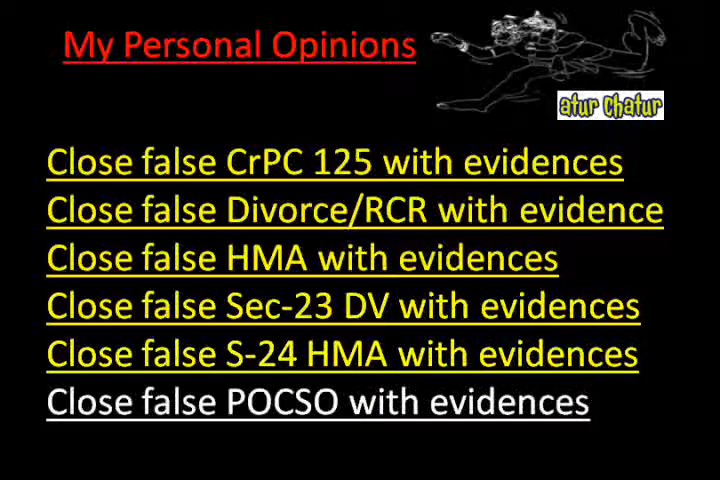 My Personal Opinions
atur Chatur
Close false CrPC 125 with evidences
Close false Divorce/RCR with evidence
Close false HMA with evidences
Close false Sec-23 DV with evidences
Close false S-24 HMA with evidences
Close false POCSO with evidences